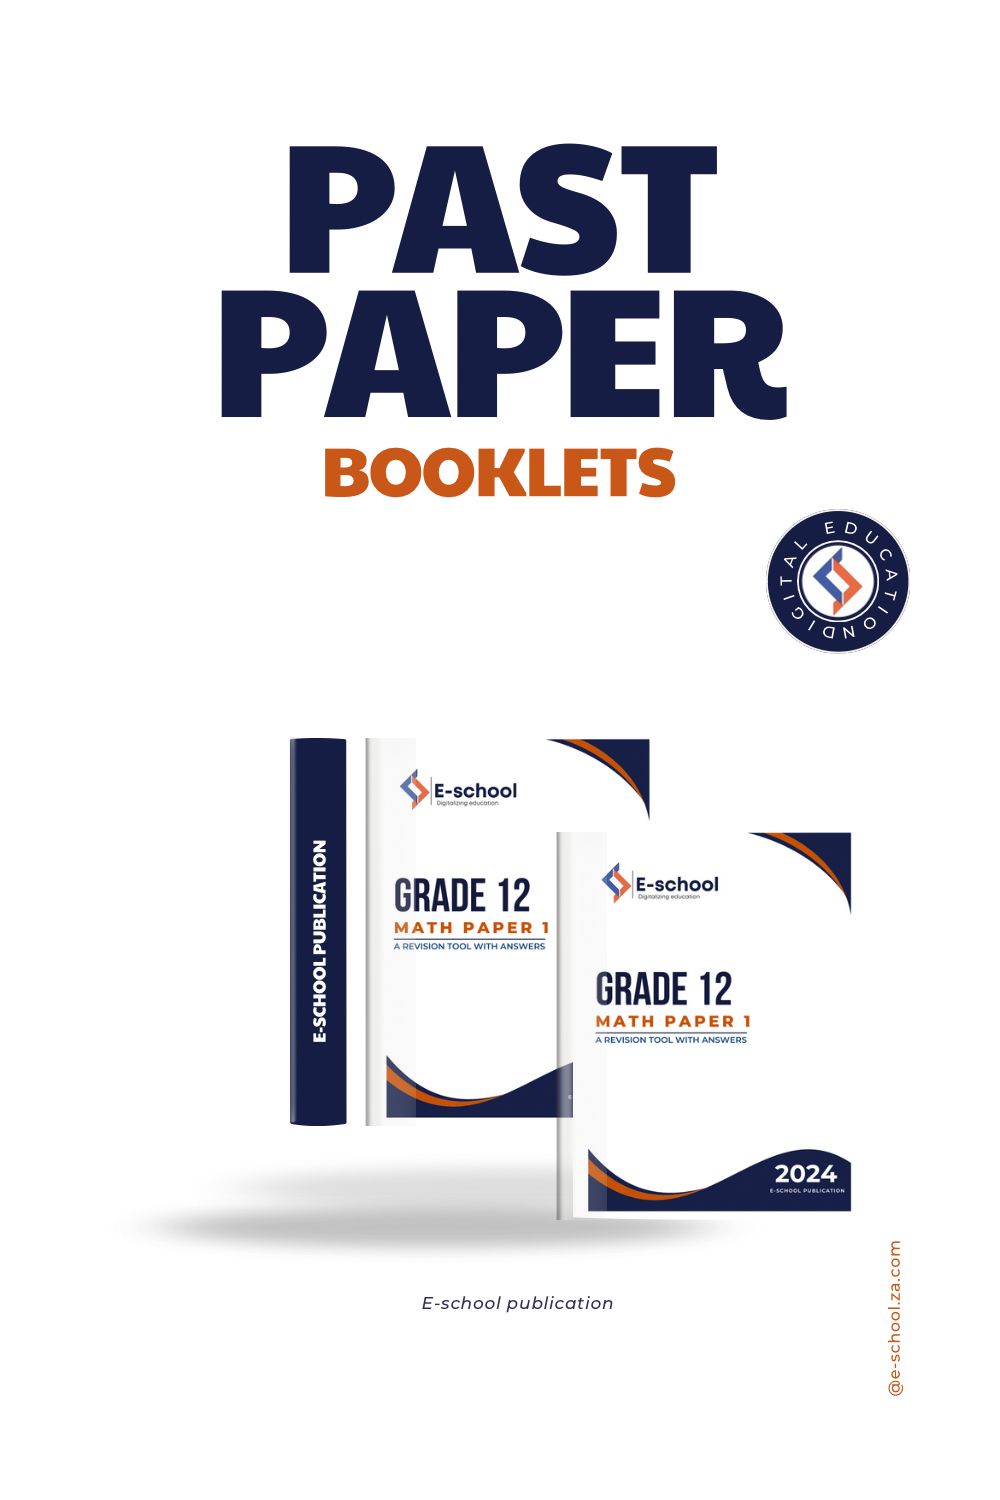 PAST
PAPER
BOOKLETS
DIGITAL EDUCATION
E-SCHOOL PUBLICATION
E-school
Digitalizing education
GRADE 12
MATH PAPER 1
A REVISION TOOL WITH ANSWERS
E-school
Digitalizing education
GRADE 12
MATH PAPER 1
A REVISION TOOL WITH ANSWERS
2024
E-SCHOOL PUBLICATION
E-school publication
@e-school.za.com